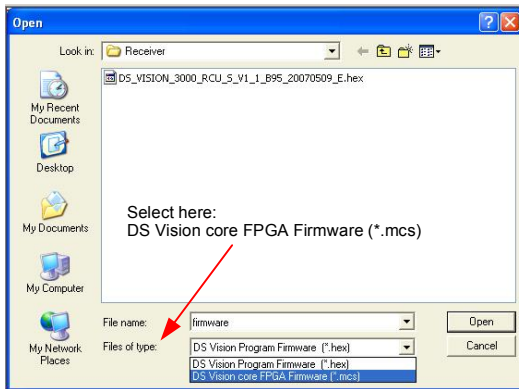 Open
Look in:
Receiver
DS_VISION_3000_RCU_S_V1_1_B95_20070509_E.hex
My Recent
Documents
Desktop
My Documents
My Computer
My Network
Places
Select here:
DS Vision core FPGA Firmware (*.mcs)
File name:
firmware
Open
Files of type:
DS Vision Program Firmware (*.hex)
Cancel
DS Vision Program Firmware (*.hex)
DS Vision core FPGA Firmware (*.mcs)